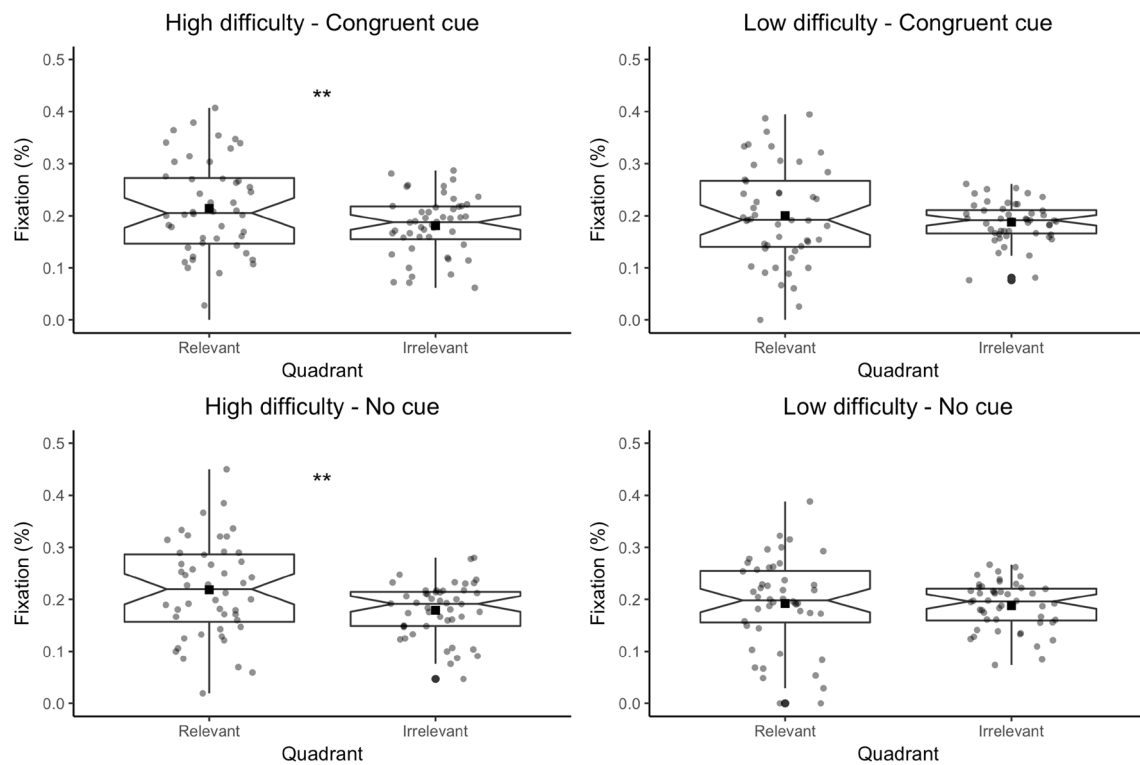 High difficulty - Congruent cue
Fixation (%)
0.5
0.4
0.3
0.2
0.1
0.0
**
Relevant
Irrelevant
Quadrant
Low difficulty - Congruent cue
Fixation (%)
0.5
0.4
0.3
0.2
0.1
0.0
Relevant
Irrelevant
Quadrant
High difficulty - No cue
Fixation (%)
0.5
0.4
0.3
0.2
0.1
0.0
**
Relevant
Irrelevant
Quadrant
Low difficulty - No cue
Fixation (%)
0.5
0.4
0.3
0.2
0.1
0.0
Relevant
Irrelevant
Quadrant